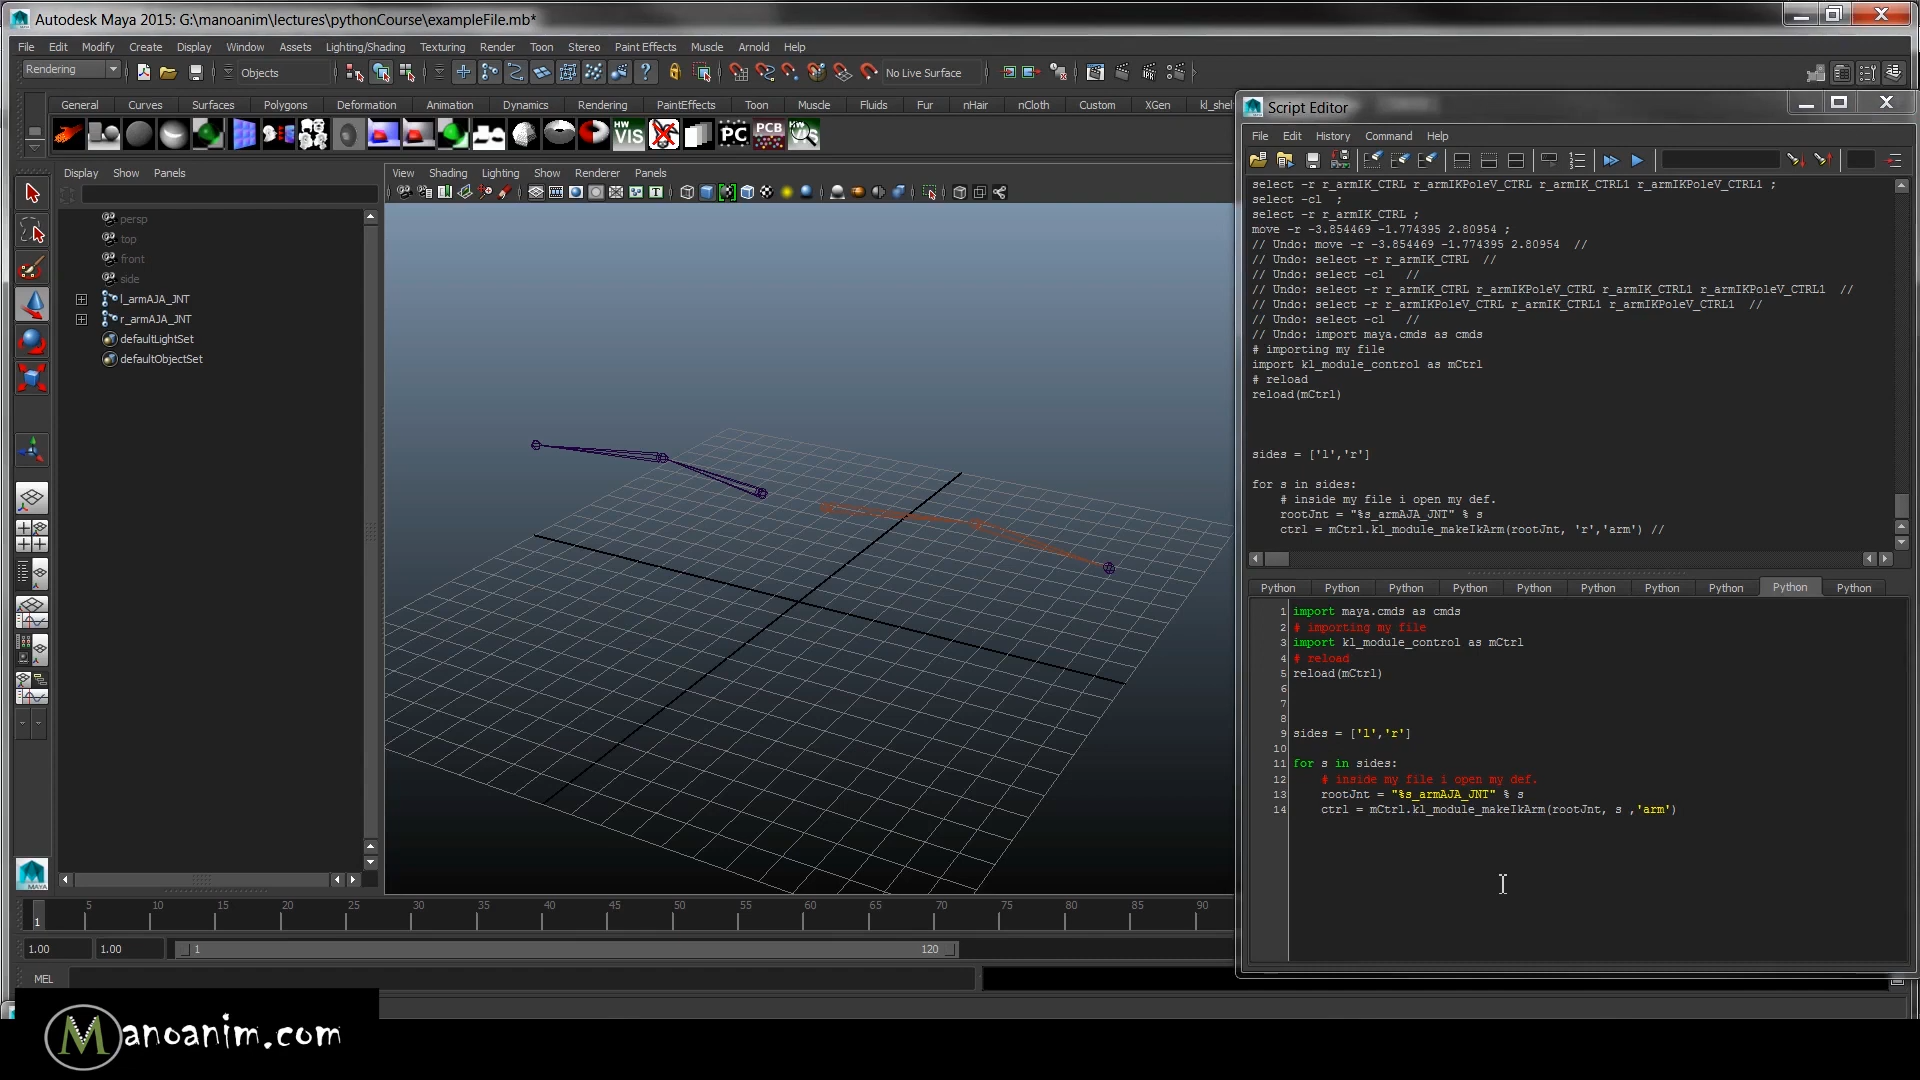 Autodesk Maya 2015: G:\manoanim\lectures\pythonCourse\exampleFile.mb*
File Edit Modify Create Display Window Assets Lighting/Shading Texturing Render Toon Stereo Paint Effects Muscle Arnold Help
Rendering
Objects
No Live Surface
General Curves Surfaces Polygons Deformation Animation Dynamics Rendering PaintEffects Toon Muscle Fluids Fur nHair nCloth Custom XGen kl_shel
HW VIS PC PCB
Display Show Panels
View Shading Lighting Show Renderer Panels
persp
top
front
side
l_armAJA_JNT
r_armAJA_JNT
defaultLightSet
defaultObjectSet
Script Editor
File Edit History Command Help
select -r r_armIK_CTRL r_armIKPoleV_CTRL r_armIK_CTRL1 r_armIKPoleV_CTRL1 ;
select -cl  ;
select -r r_armIK_CTRL ;
move -r -3.854469 -1.774395 2.80954 ;
// Undo: move -r -3.854469 -1.774395 2.80954  //
// Undo: select -r r_armIK_CTRL  //
// Undo: select -cl   //
// Undo: select -r r_armIK_CTRL r_armIKPoleV_CTRL r_armIK_CTRL1 r_armIKPoleV_CTRL1  //
// Undo: select -r r_armIKPoleV_CTRL r_armIK_CTRL1 r_armIKPoleV_CTRL1  //
// Undo: select -cl   //
// Undo: import maya.cmds as cmds
# importing my file
import kl_module_control as mCtrl
# reload
reload(mCtrl)
sides = ['l','r']
for s in sides:
# inside my file i open my def.
rootJnt = "%s_armAJA_JNT" % s
ctrl = mCtrl.kl_module_makeIkArm(rootJnt, 'r','arm') //
Python Python Python Python Python Python Python Python Python Python
1 import maya.cmds as cmds
2 # importing my file
3 import kl_module_control as mCtrl
4 # reload
5 reload(mCtrl)
6
7
8
9 sides = ['l','r']
10
11 for s in sides:
12 # inside my file i open my def.
13 rootJnt = "%s_armAJA_JNT" % s
14 ctrl = mCtrl.kl_module_makeIkArm(rootJnt, s ,'arm')
1 5 10 15 20 25 30 35 40 45 50 55 60 65 70 75 80 85 90
1.00 1.00 1 120
MEL
MAYA
Manoanim.com